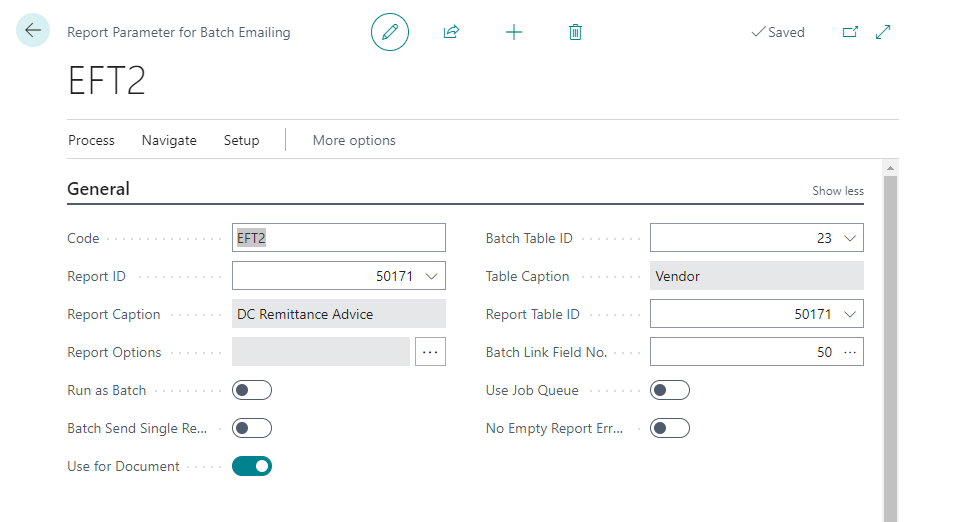 Report Parameter for Batch Emailing
Saved
EFT2
Process Navigate Setup More options
General Show less
Code EFT2 Batch Table ID 23
Report ID 50171 Table Caption Vendor
Report Caption DC Remittance Advice Report Table ID 50171
Report Options ... Batch Link Field No. 50 ...
Run as Batch Use Job Queue
Batch Send Single Re... No Empty Report Err...
Use for Document